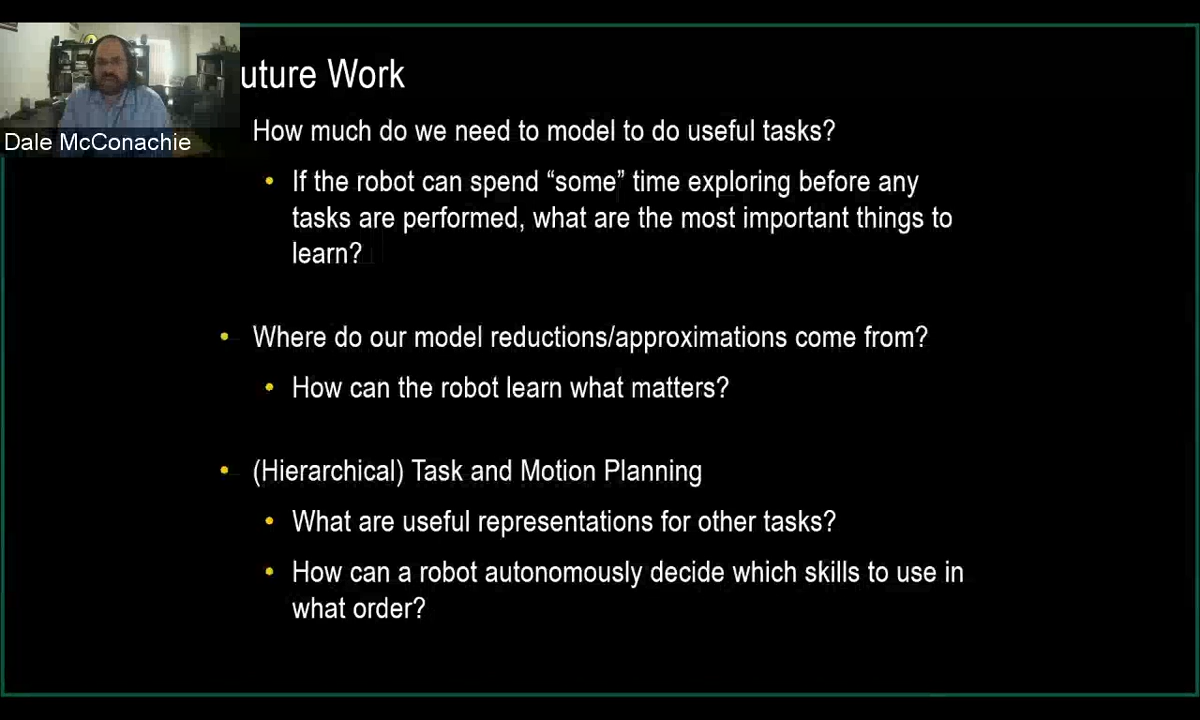 uture Work
Dale McConachie
How much do we need to model to do useful tasks?
• If the robot can spend “some” time exploring before any
tasks are performed, what are the most important things to
learn?
• Where do our model reductions/approximations come from?
• How can the robot learn what matters?
• (Hierarchical) Task and Motion Planning
• What are useful representations for other tasks?
• How can a robot autonomously decide which skills to use in
what order?